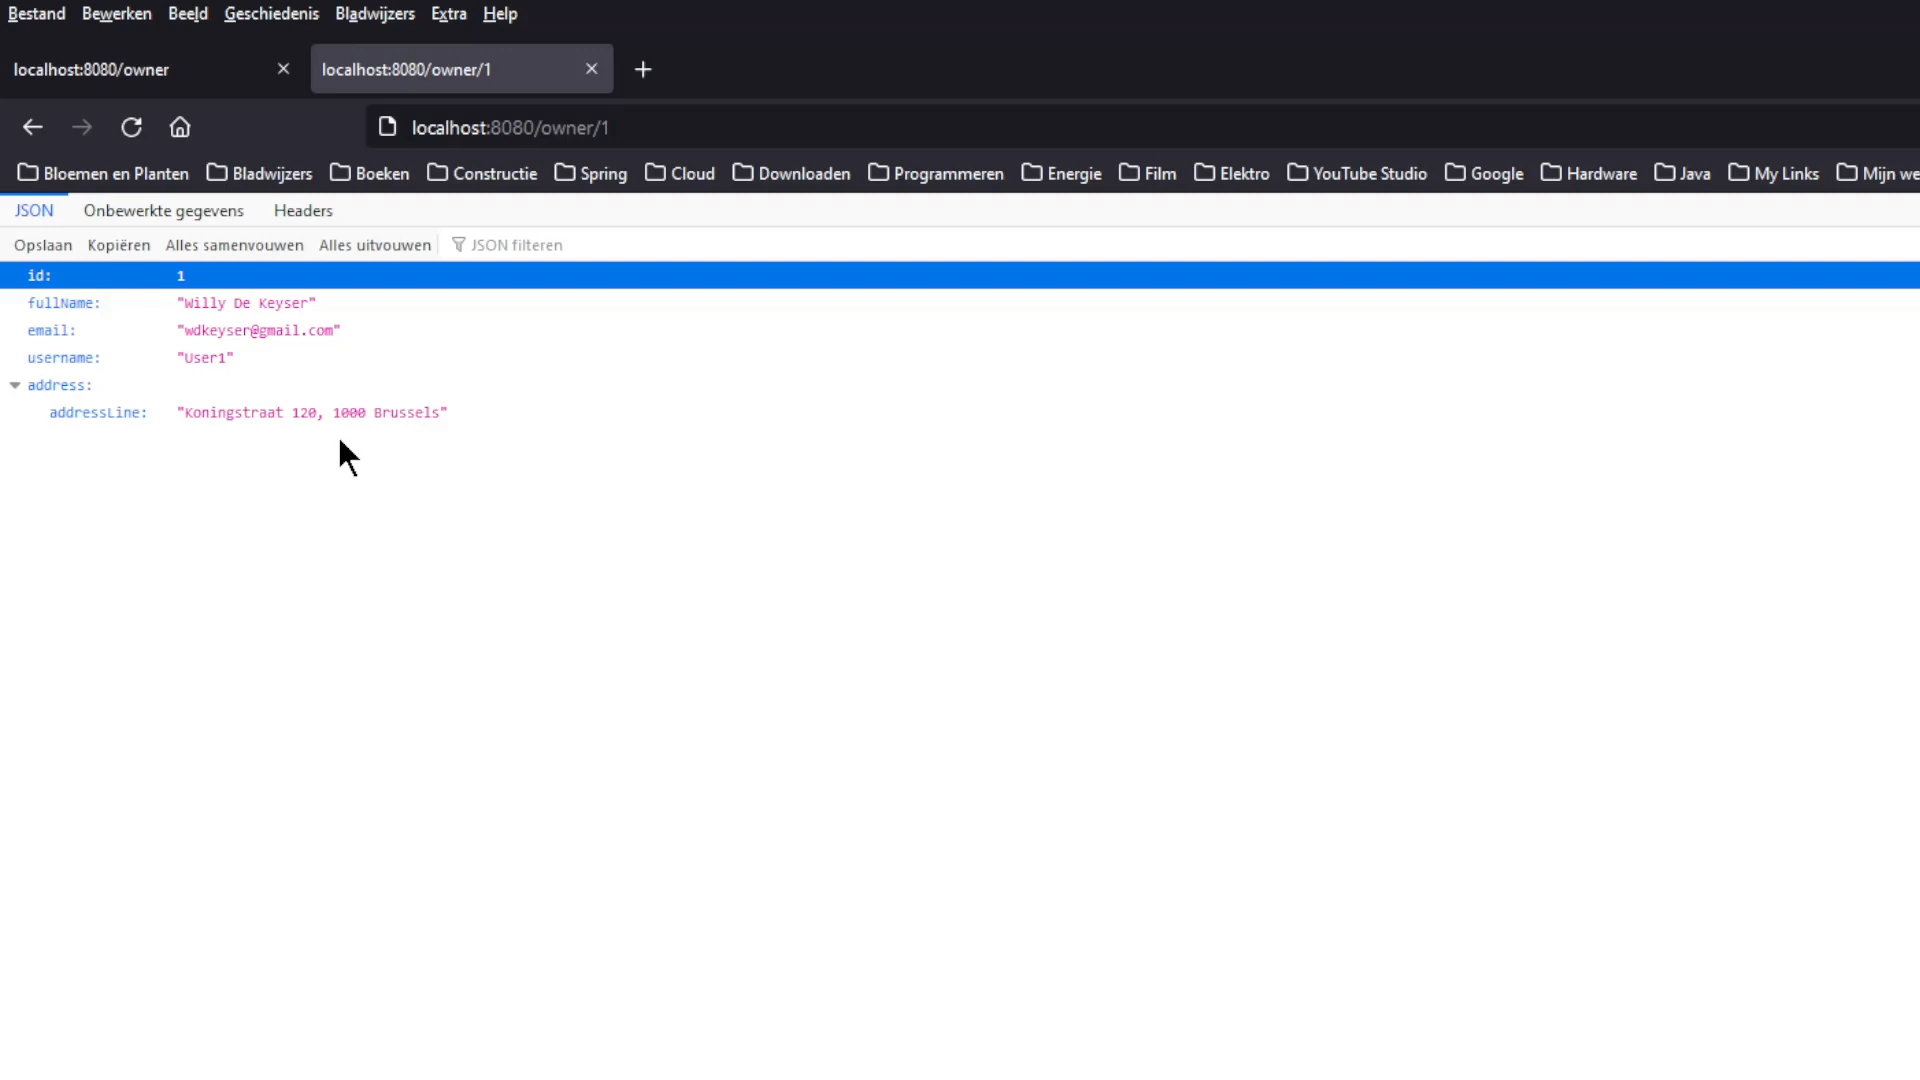 Bestand Bewerken Beeld Geschiedenis Bladwijzers Extra Help
localhost:8080/owner localhost:8080/owner/1
localhost:8080/owner/1
Bloemen en Planten Bladwijzers Boeken Constructie Spring Cloud Downloaden Programmeren Energie Film Elektro YouTube Studio Google Hardware Java My Links Mijn we
JSON Onbewerkte gegevens Headers
Opslaan Kopiëren Alles samenvouwen Alles uitvouwen JSON filteren
id: 1
fullName: "Willy De Keyser"
email: "wdkeyser@gmail.com"
username: "User1"
address:
addressLine: "Koningstraat 120, 1000 Brussels"